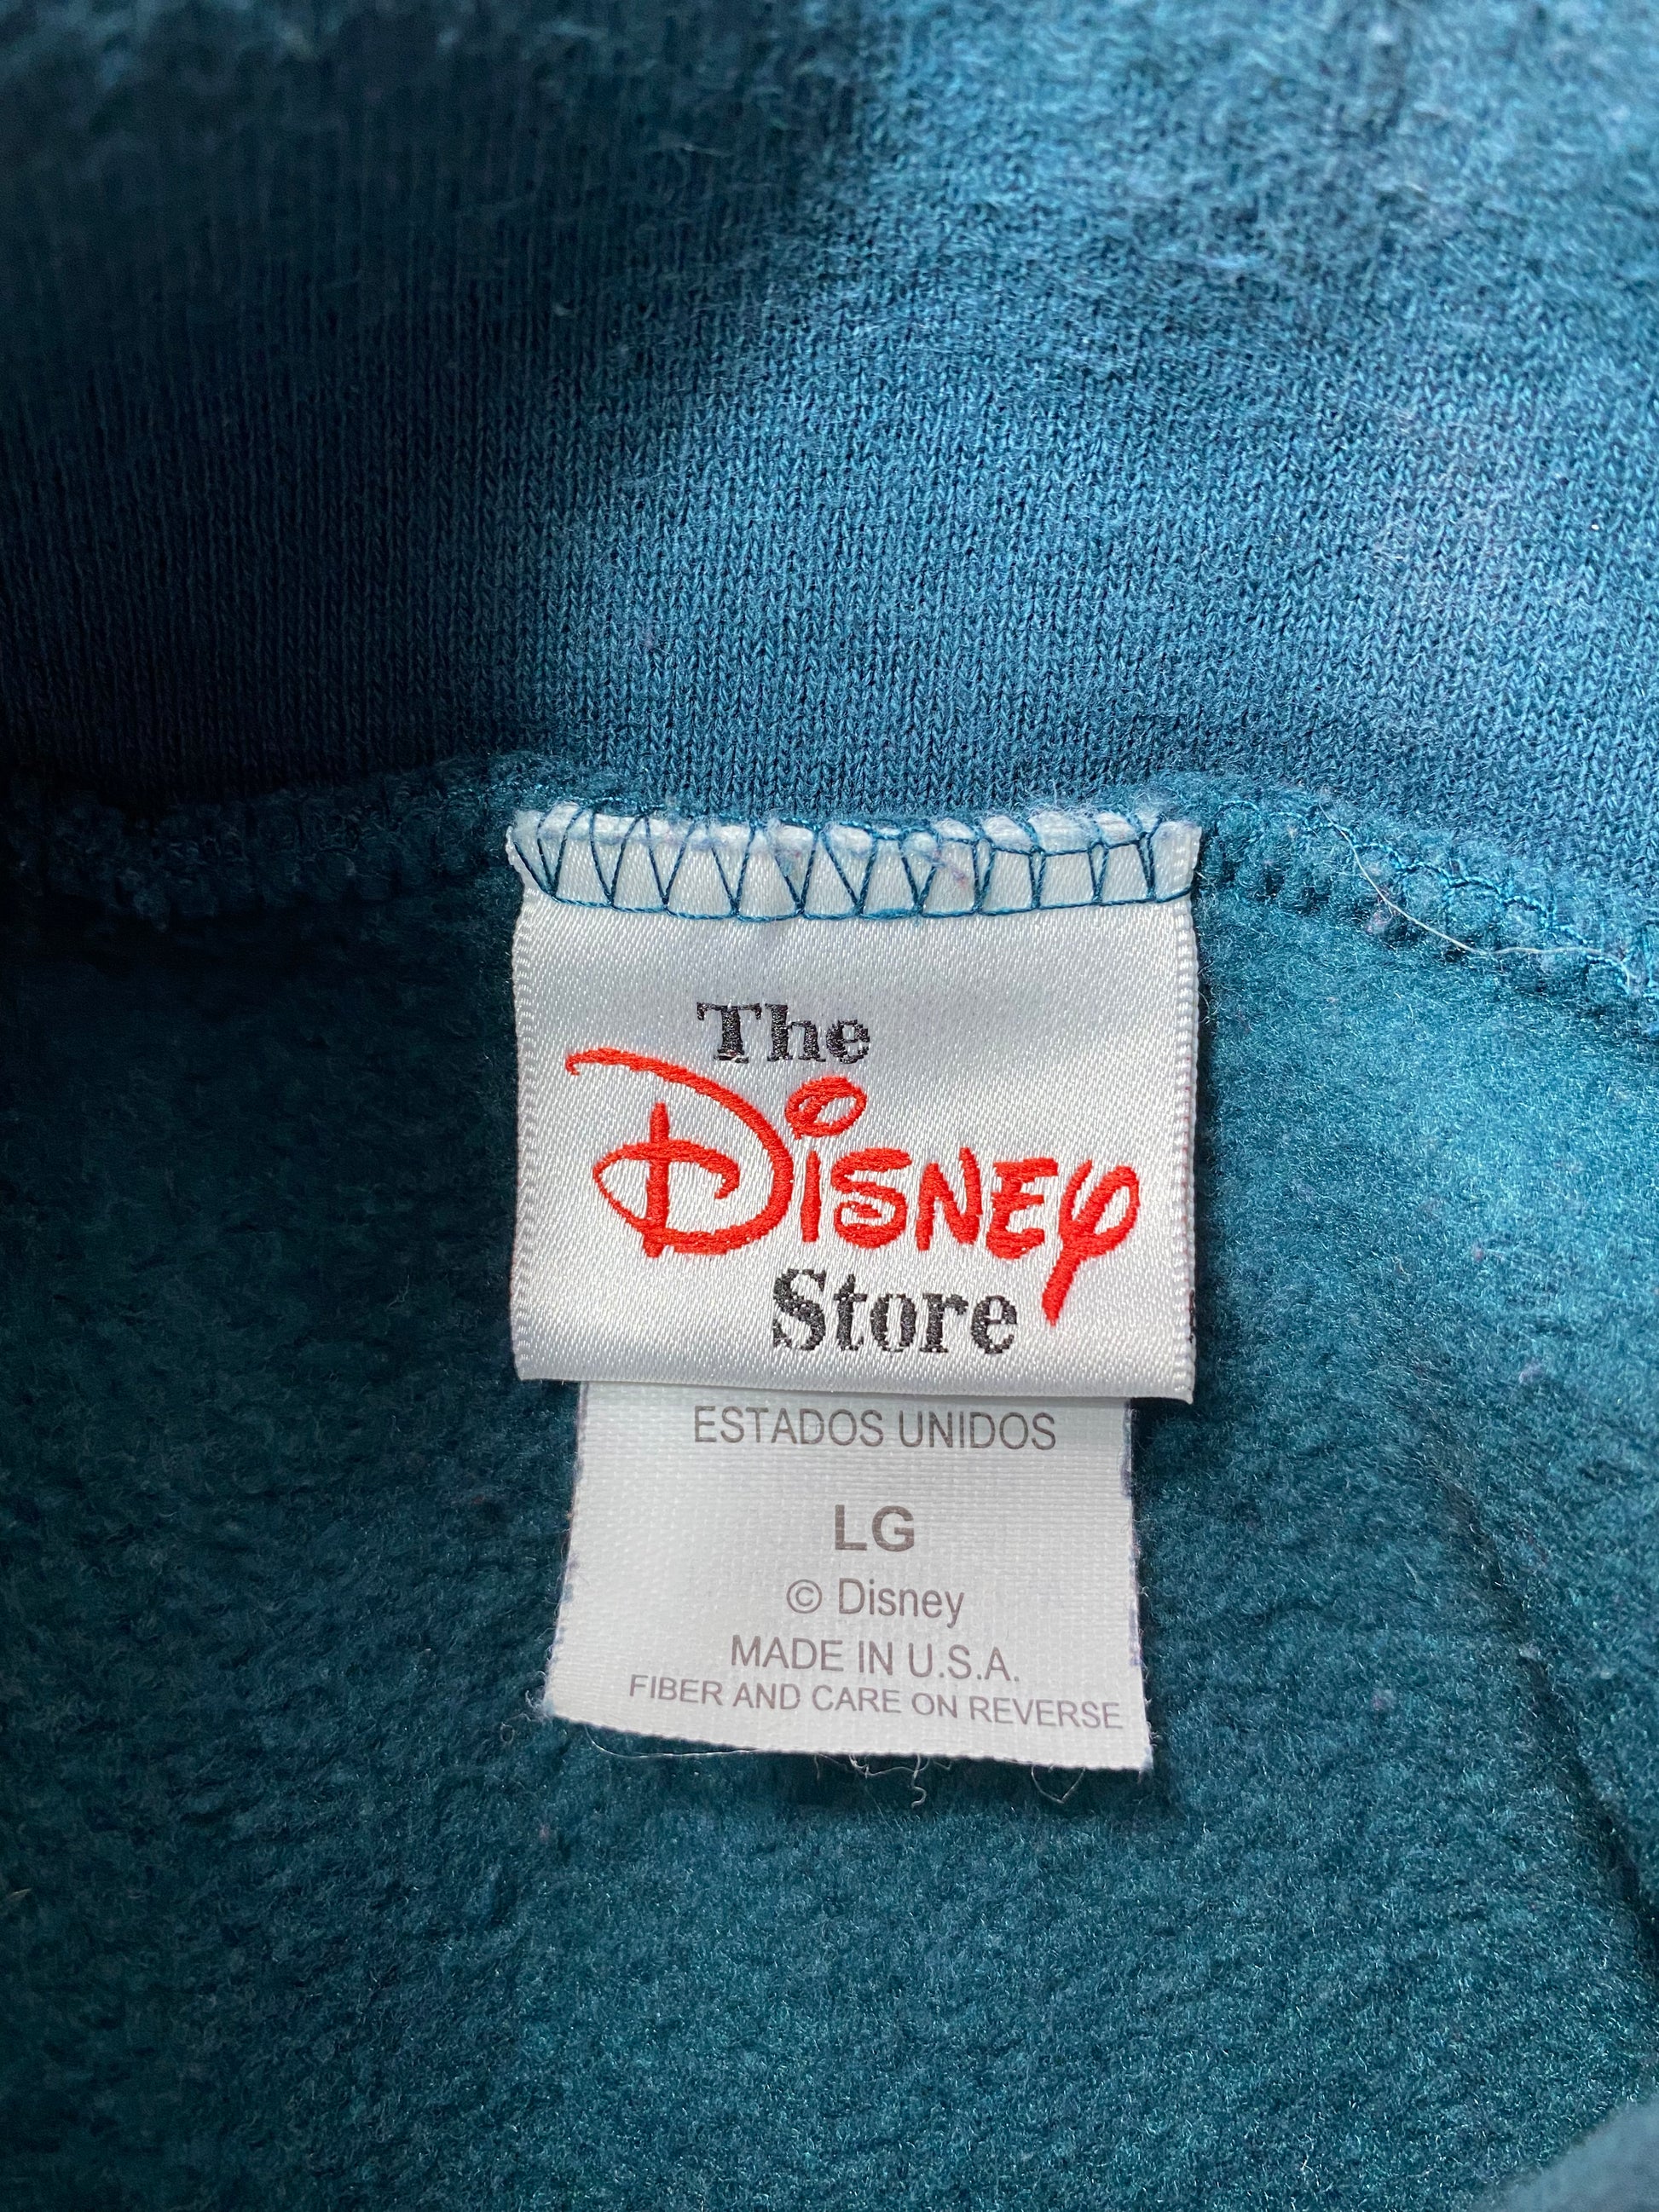 The
Disney
Store
ESTADOS UNIDOS
LG
© Disney
MADE IN U.S.A.
FIBER AND CARE ON REVERSE